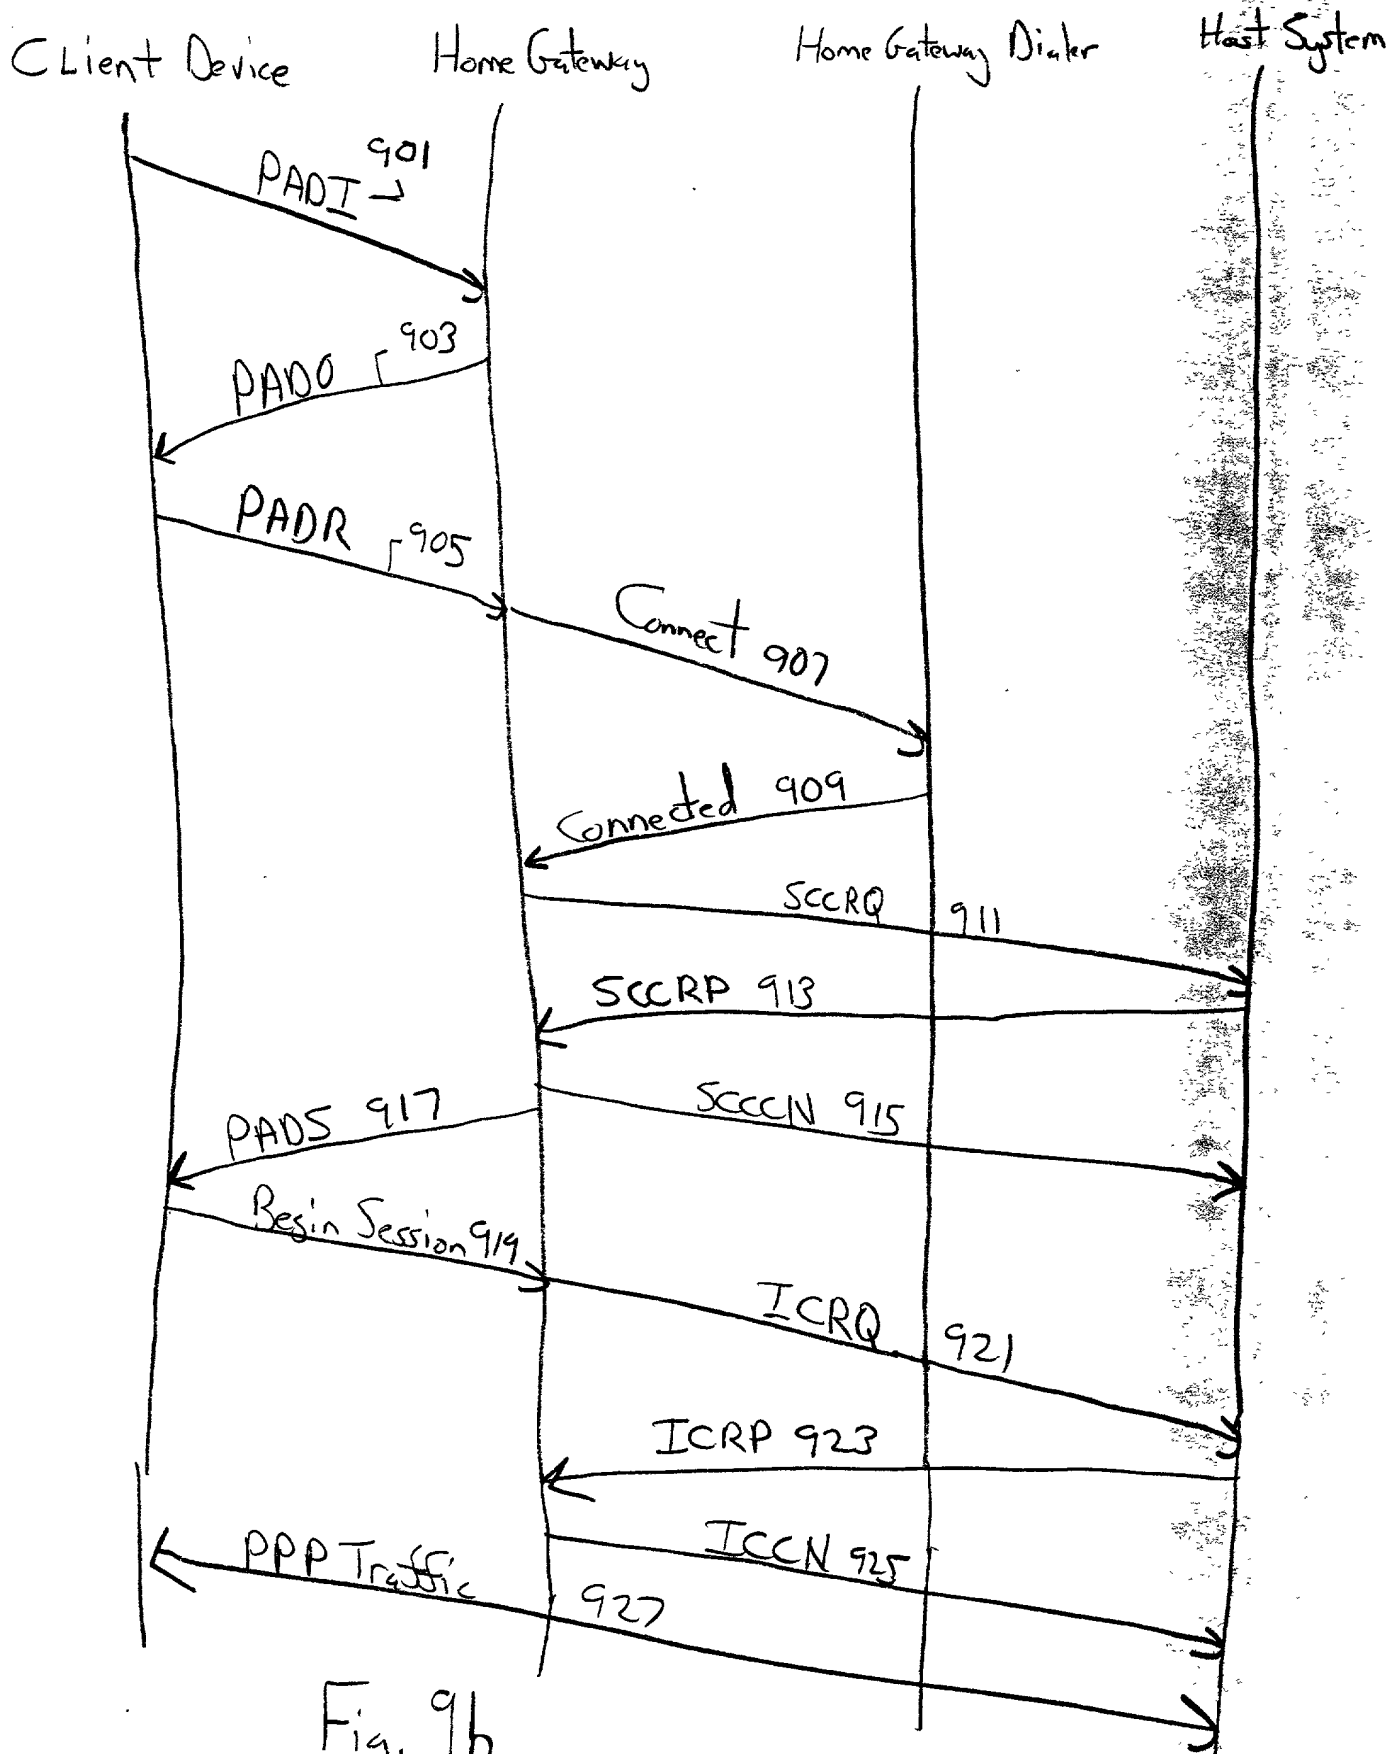 Client Device
Home Gateway
Home Gateway Dialer
Host System
PADI 901
PADO 903
PADR 905
Connect 907
Connected 909
SCCRQ 911
SCCRP 913
SCCCN 915
PADS 917
Begin Session 919
ICRQ 921
ICRP 923
ICCN 925
PPP Traffic 927
Fig. 9b